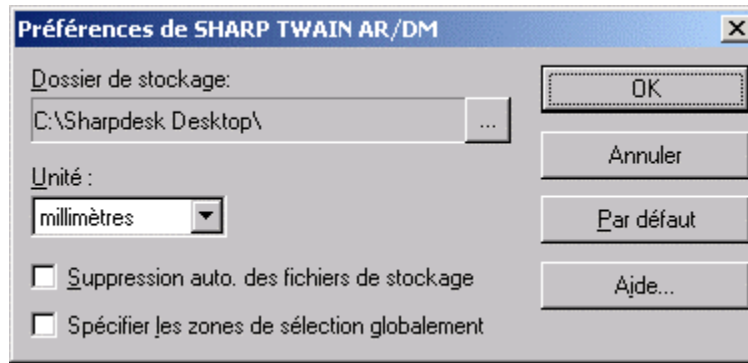 Préférences de SHARP TWAIN AR/DM
Dossier de stockage:
C:\Sharpdesk Desktop\
...
Unité :
millimètres
Suppression auto. des fichiers de stockage
Spécifier les zones de sélection globalement
OK
Annuler
Par défaut
Aide...